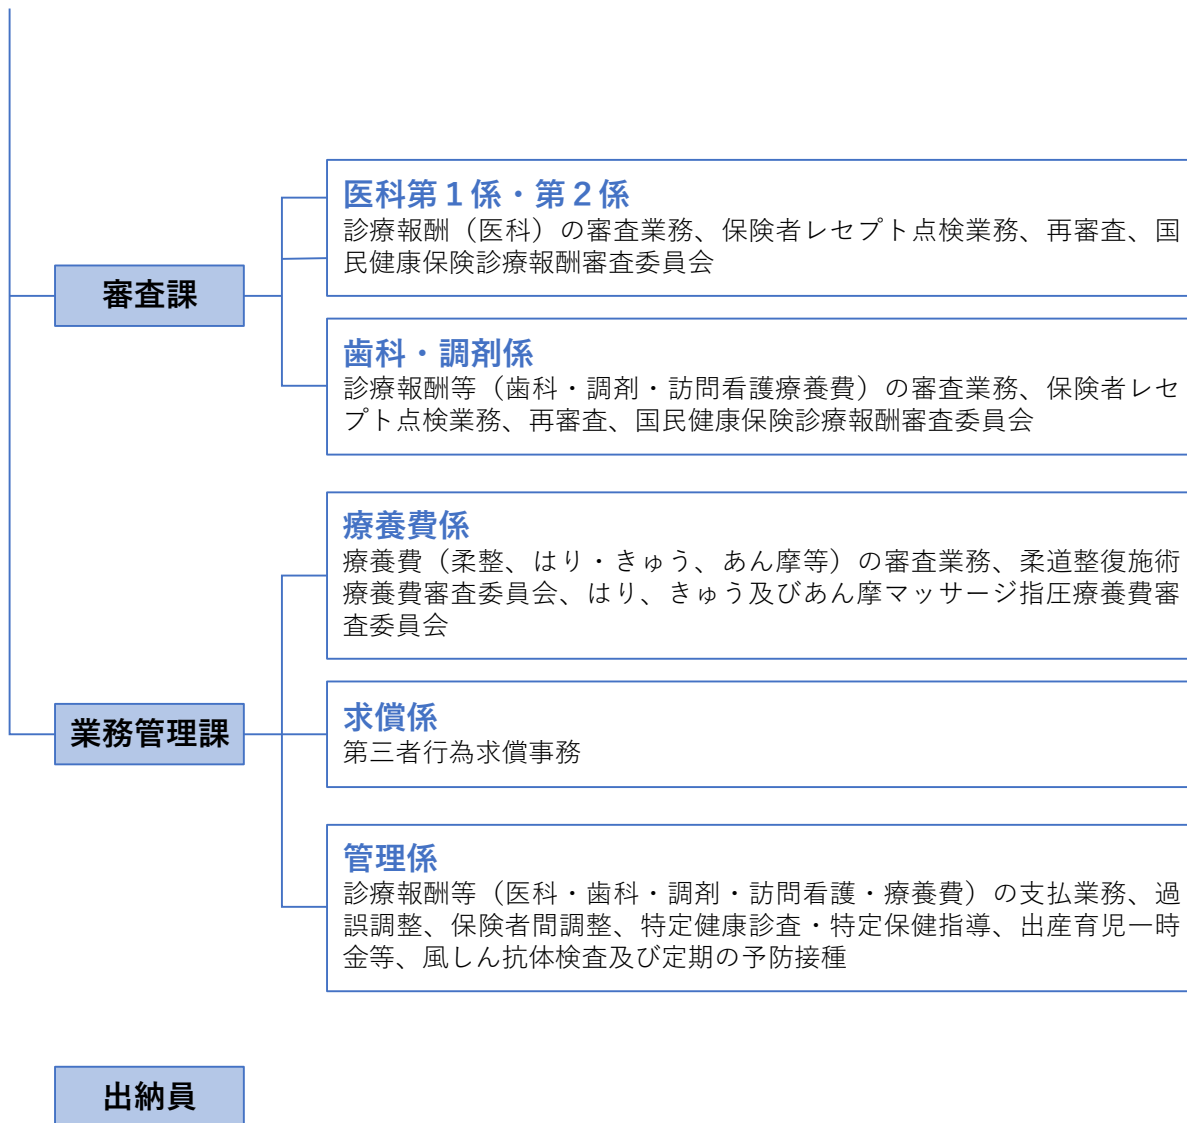 審査課
医科第１係・第２係
診療報酬（医科）の審査業務、保険者レセプト点検業務、再審査、国
民健康保険診療報酬審査委員会
歯科・調剤係
診療報酬等（歯科・調剤・訪問看護療養費）の審査業務、保険者レセ
プト点検業務、再審査、国民健康保険診療報酬審査委員会
業務管理課
療養費係
療養費（柔整、はり・きゅう、あん摩等）の審査業務、柔道整復施術
療養費審査委員会、はり、きゅう及びあん摩マッサージ指圧療養費審
査委員会
求償係
第三者行為求償事務
管理係
診療報酬等（医科・歯科・調剤・訪問看護・療養費）の支払業務、過
誤調整、保険者間調整、特定健康診査・特定保健指導、出産育児一時
金等、風しん抗体検査及び定期の予防接種
出納員